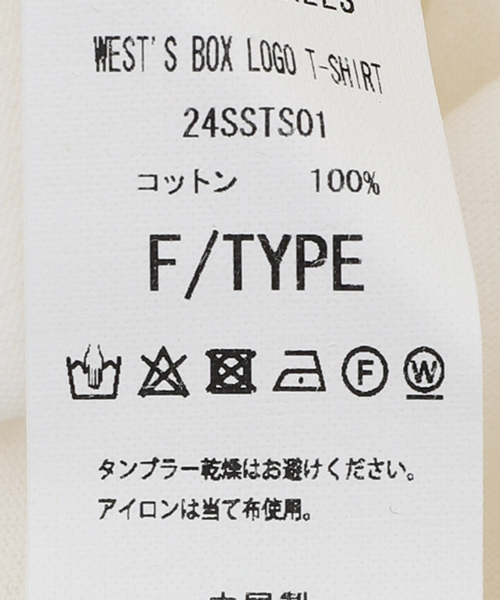 WEST'S BOX LOGO T-SHIRT
24SSTS01
コットン 100%
F/TYPE
F W
タンブラー乾燥はお避けください。
アイロンは当て布使用。